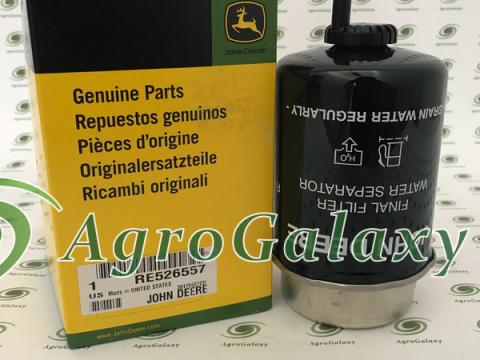 JOHN DEERE
Genuine Parts
Repuestos genuinos
Pièces d'origine
Originalersatzteile
Ricambi originali
AgroGalaxy
1 RE526557
US Made in UNITED STATES
JOHN DEERE
www.JohnDeere.com
DRAIN WATER REGULARLY -
H₂O
WATER SEPARATOR
FINAL FILTER